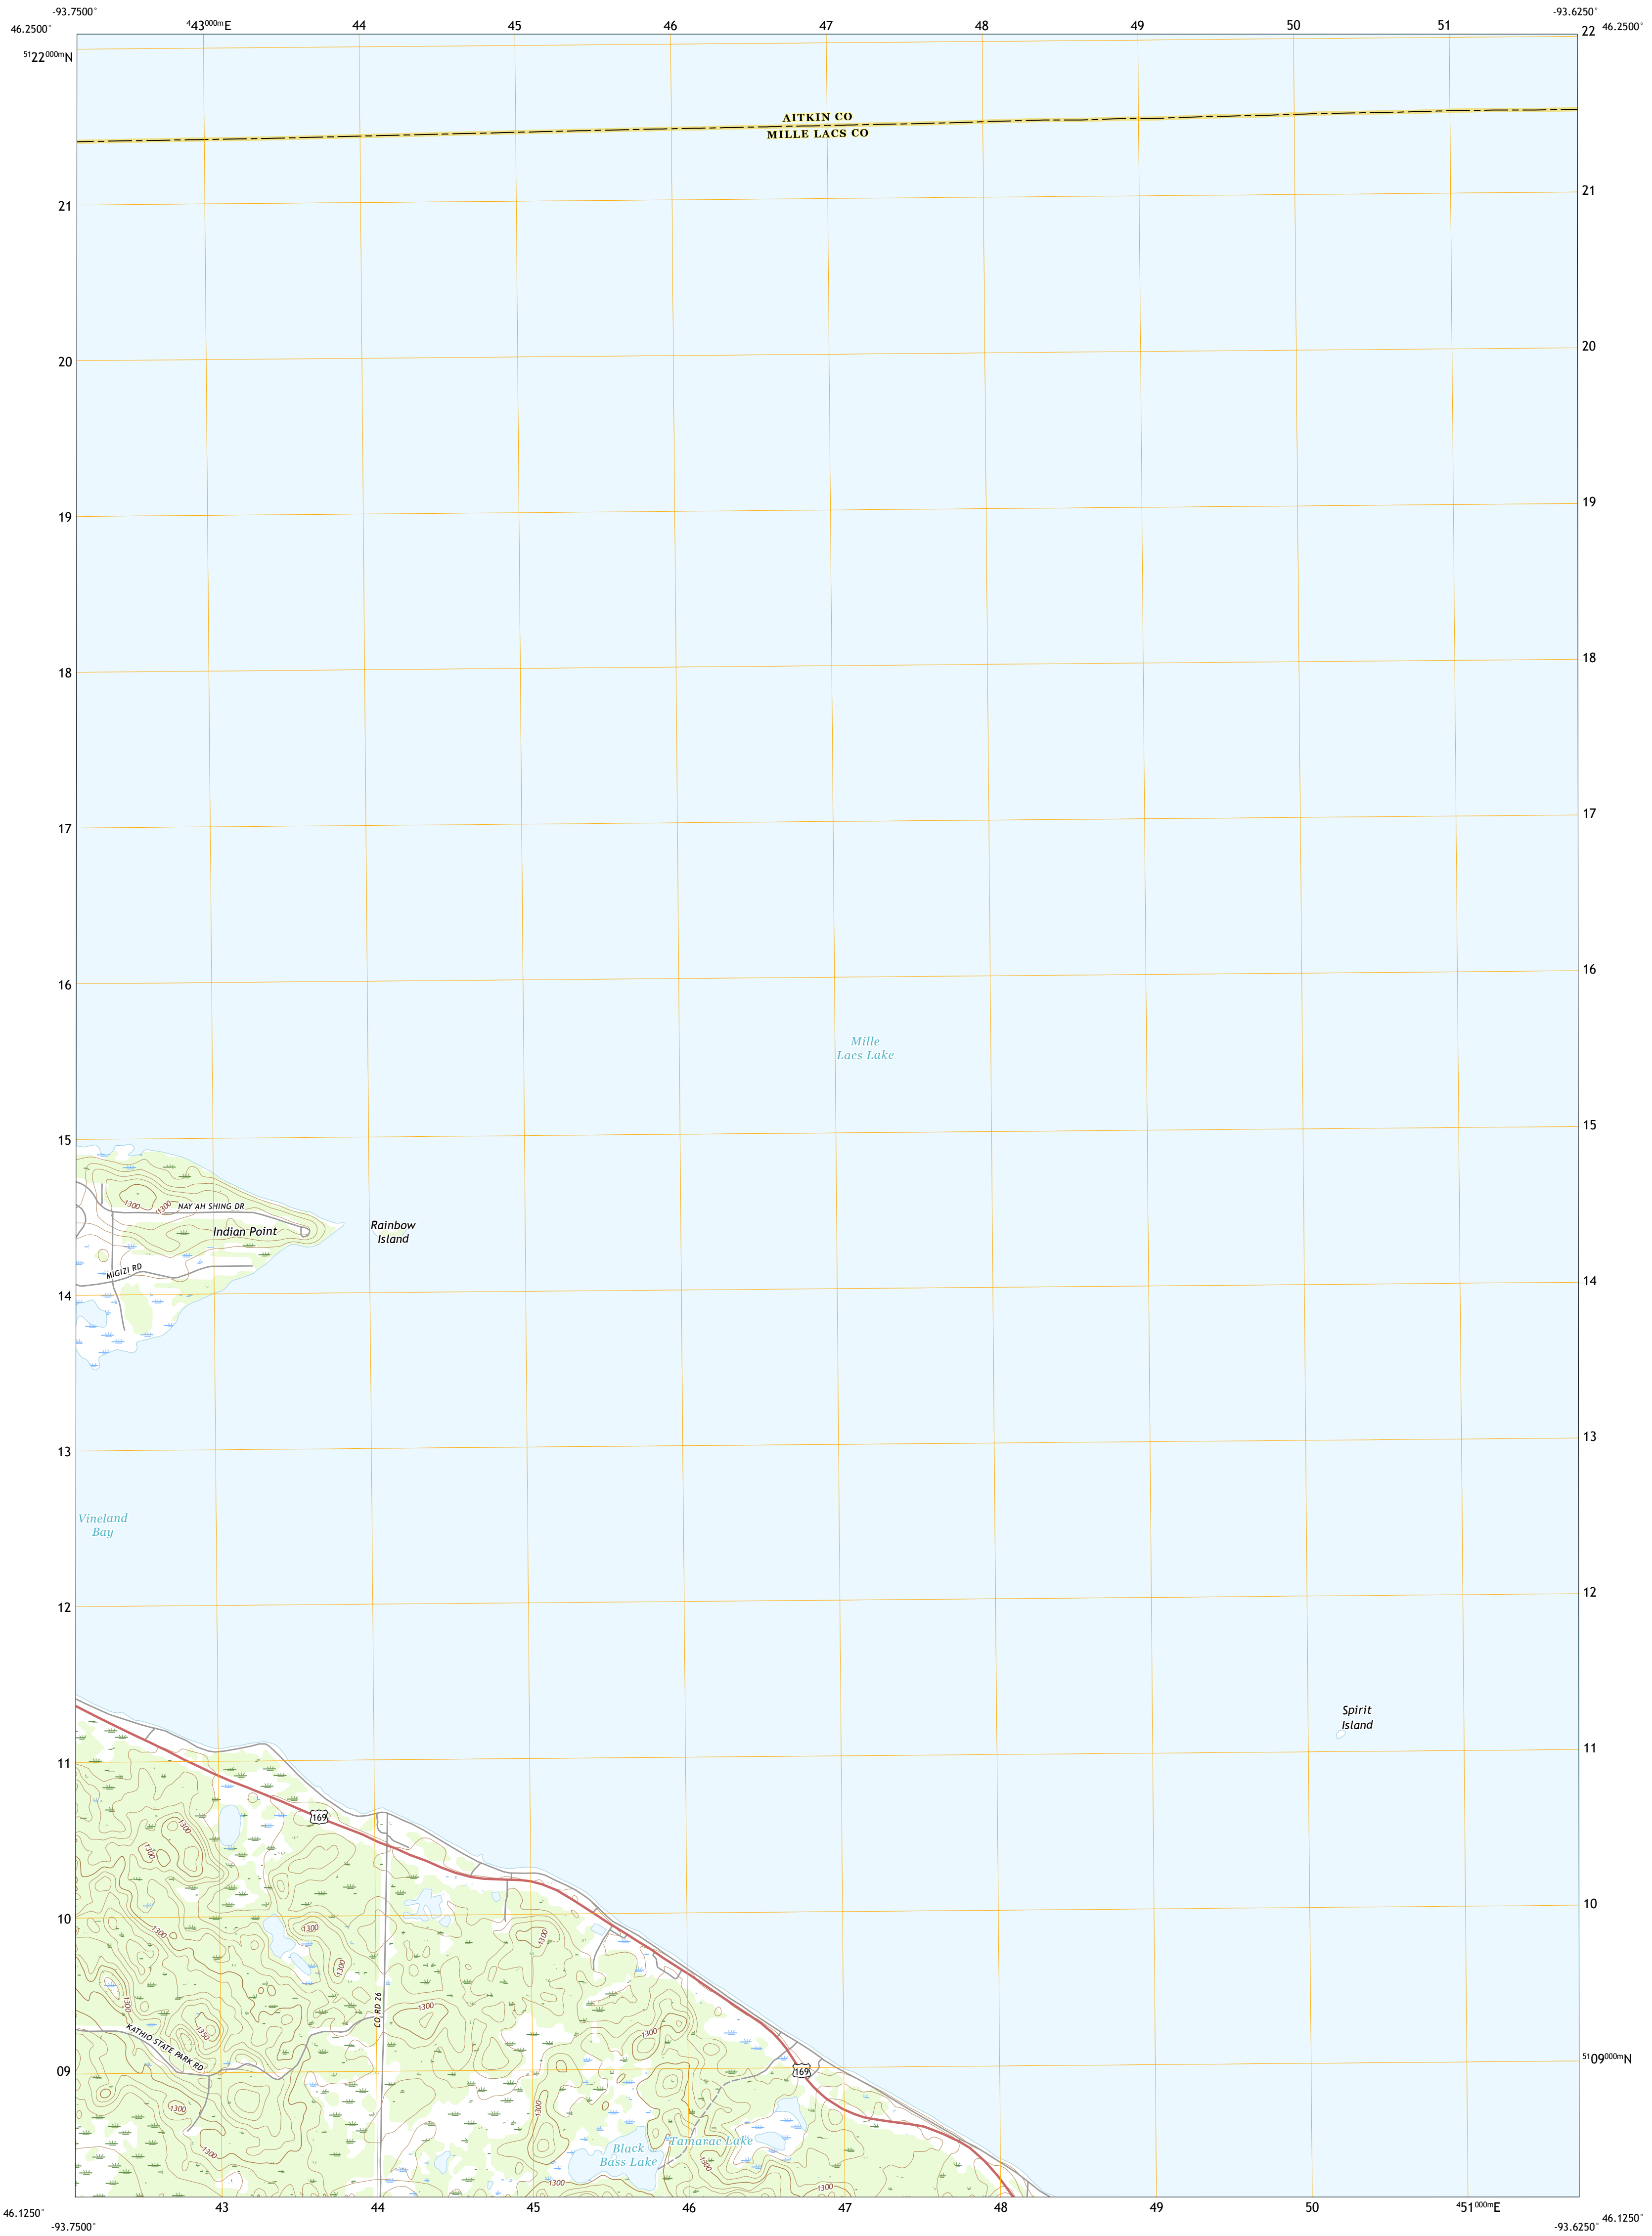 -93.7500°
-93.6250°
46.2500°
⁴43⁰⁰⁰ᵐE 44 45 46 47 48 49 50 51
22 46.2500°
⁵¹22⁰⁰⁰ᵐN
AITKIN CO
MILLE LACS CO
21 21
20 20
19 19
18 18
17 17
16 16
Mille
Lacs Lake
15 15
1300
1300
NAY AH SHING DR
Indian Point
Rainbow
Island
MIGIZI RD
14 14
13 13
Vineland
Bay
12 12
Spirit
Island
11 11
169
1300
1300
10 10
1300
1300
1300
1300
1300
1300
CO RD 26
1350
1300
KATHIO STATE PARK RD
09
⁵¹09⁰⁰⁰ᵐN
169
1300
1300
Tamarac Lake
Black
Bass Lake
1300
1300
1300
1300
46.1250°
43 44 45 46 47 48 49 50 ⁴51⁰⁰⁰ᵐE
46.1250°
-93.7500°
-93.6250°